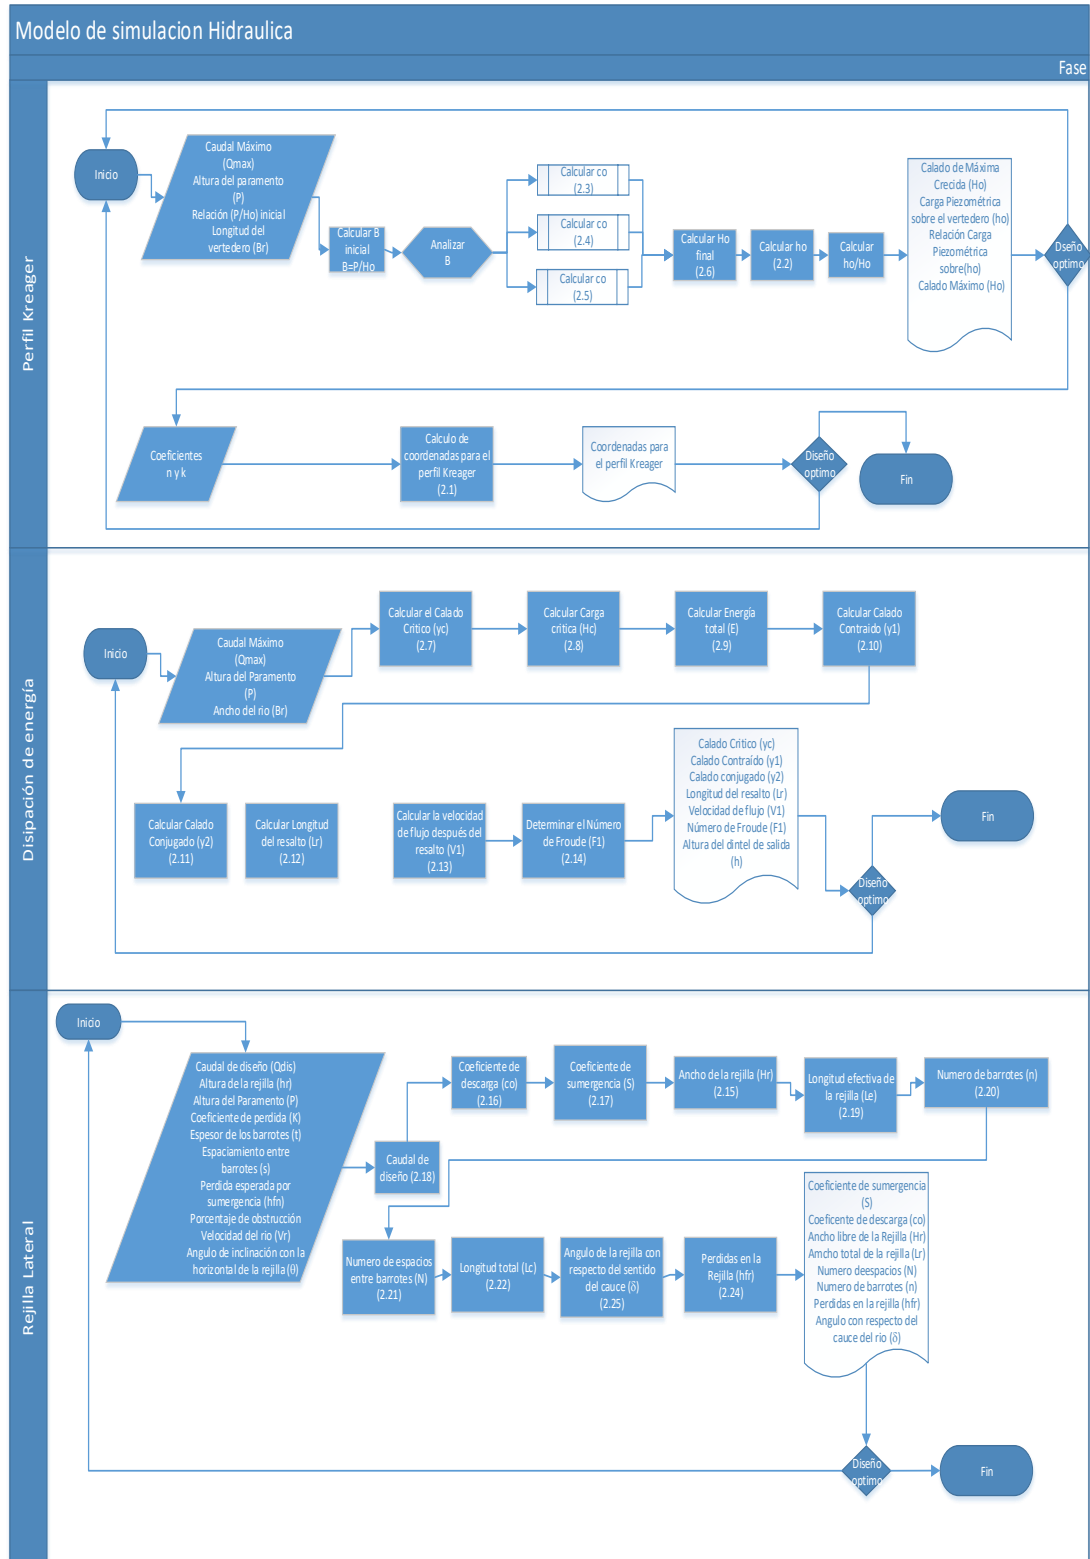 Modelo de simulacion Hidraulica
Fase
Perfil Kreager
Inicio
Caudal Máximo
(Qmax)
Altura del paramento
(P)
Relación (P/Ho) inicial
Longitud del
vertedero (Br)
Calcular B
inicial
B=P/Ho
Analizar
B
Calcular co
(2.3)
Calcular co
(2.4)
Calcular co
(2.5)
Calcular Ho
final
(2.6)
Calcular ho
(2.2)
Calcular
ho/Ho
Calado de Máxima
Crecida (Ho)
Carga Piezométrica
sobre el vertedero (ho)
Relación Carga
Piezométrica
sobre(ho)
Calado Máximo (Ho)
Dseño
optimo
Coeficientes
n y k
Calculo de
coordenadas para el
perfil Kreager
(2.1)
Coordenadas para
el perfil Kreager
Diseño
optimo
Fin
Disipación de energía
Inicio
Caudal Máximo
(Qmax)
Altura del Paramento
(P)
Ancho del rio (Br)
Calcular el Calado
Critico (yc)
(2.7)
Calcular Carga
critica (Hc)
(2.8)
Calcular Energía
total (E)
(2.9)
Calcular Calado
Contraido (y1)
(2.10)
Calcular Calado
Conjugado (y2)
(2.11)
Calcular Longitud
del resalto (Lr)
(2.12)
Calcular la velocidad
de flujo después del
resalto (V1)
(2.13)
Determinar el Número
de Froude (F1)
(2.14)
Calado Critico (yc)
Calado Contraído (y1)
Calado conjugado (y2)
Longitud del resalto (Lr)
Velocidad de flujo (V1)
Número de Froude (F1)
Altura del dintel de salida
(h)
Diseño
optimo
Fin
Rejilla Lateral
Inicio
Caudal de diseño (Qdis)
Altura de la rejilla (hr)
Altura del Paramento (P)
Coeficiente de perdida (K)
Espesor de los barrotes (t)
Espaciamiento entre
barrotes (s)
Perdida esperada por
sumergencia (hfn)
Porcentaje de obstrucción
Velocidad del rio (Vr)
Angulo de inclinación con la
horizontal de la rejilla (θ)
Caudal de
diseño (2.18)
Coeficiente de
descarga (co)
(2.16)
Coeficiente de
sumergencia (S)
(2.17)
Ancho de la rejilla (Hr)
(2.15)
Longitud efectiva de
la rejilla (Le)
(2.19)
Numero de barrotes (n)
(2.20)
Numero de espacios
entre barrotes (N)
(2.21)
Longitud total (Lc)
(2.22)
Angulo de la rejilla con
respecto del sentido
del cauce (δ)
(2.25)
Perdidas en la
Rejilla (hfr)
(2.24)
Coeficiente de sumergencia
(S)
Coeficente de descarga (co)
Ancho libre de la Rejilla (Hr)
Amcho total de la rejilla (Lr)
Numero deespacios (N)
Numero de barrotes (n)
Perdidas en la rejilla (hfr)
Angulo con respecto del
cauce del rio (δ)
Diseño
optimo
Fin